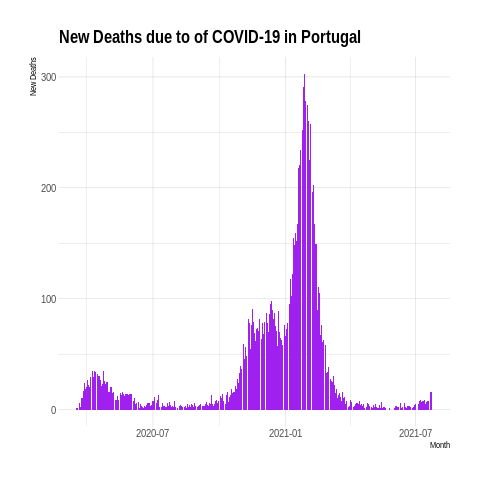 New Deaths due to of COVID-19 in Portugal
New Deaths
300
200
100
0
2020-07
2021-01
2021-07
Month